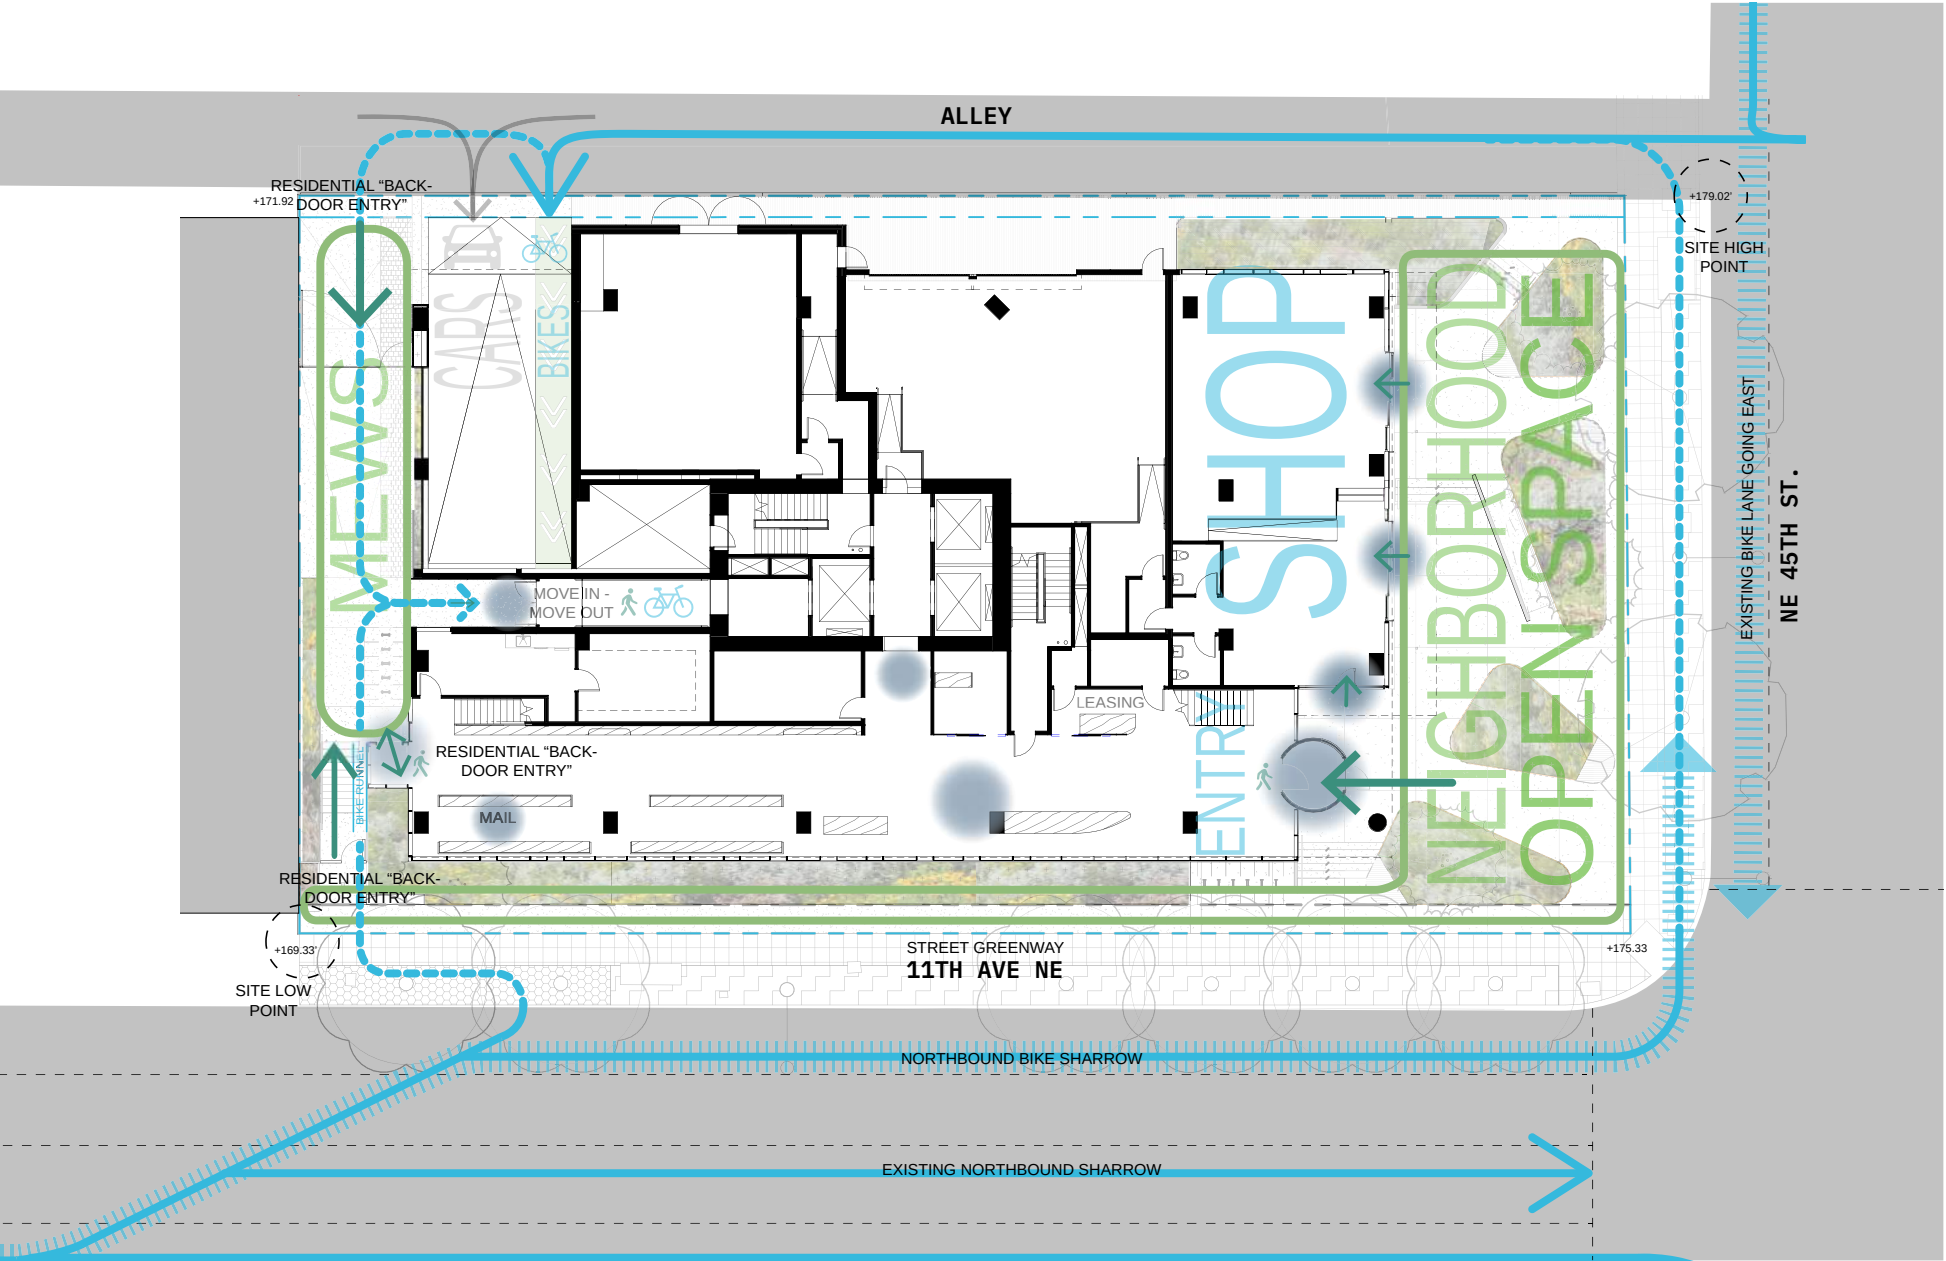 ALLEY
RESIDENTIAL “BACK-
DOOR ENTRY”
+171.92
+179.02'
SITE HIGH
POINT
CARS
BIKES
MEWS
SHOP
NEIGHBORHOOD
OPEN SPACE
EXISTING BIKE LANE GOING EAST
NE 45TH ST.
MOVE IN -
MOVE OUT
LEASING
ENTRY
RESIDENTIAL “BACK-
DOOR ENTRY”
BIKE RUNNEL
MAIL
RESIDENTIAL “BACK-
DOOR ENTRY”
+169.33'
SITE LOW
POINT
STREET GREENWAY
11TH AVE NE
+175.33
NORTHBOUND BIKE SHARROW
EXISTING NORTHBOUND SHARROW